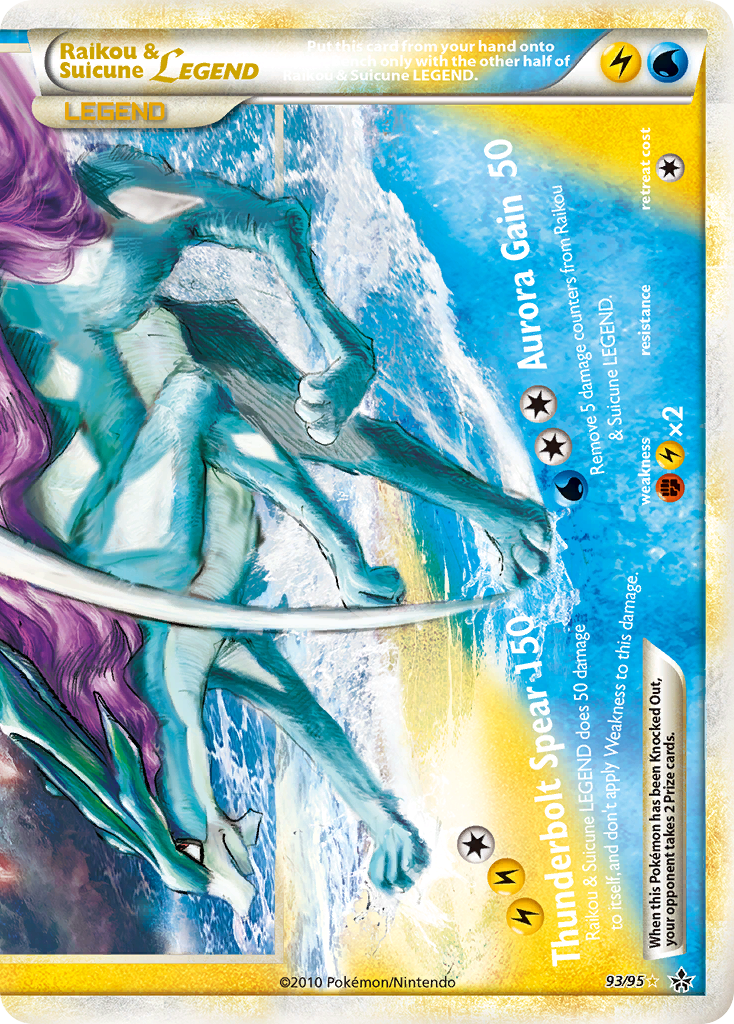 Raikou &
Suicune LEGEND
LEGEND
Put this card from your hand onto
nch only with the other half of
Raikou & Suicune LEGEND.
Thunderbolt Spear 150
Raikou & Suicune LEGEND does 50 damage
to itself, and don't apply Weakness to this damage.
Aurora Gain 50
Remove 5 damage counters from Raikou
& Suicune LEGEND.
When this Pokémon has been Knocked Out,
your opponent takes 2 Prize cards.
weakness
×2
resistance
retreat cost
©2010 Pokémon/Nintendo
93/95